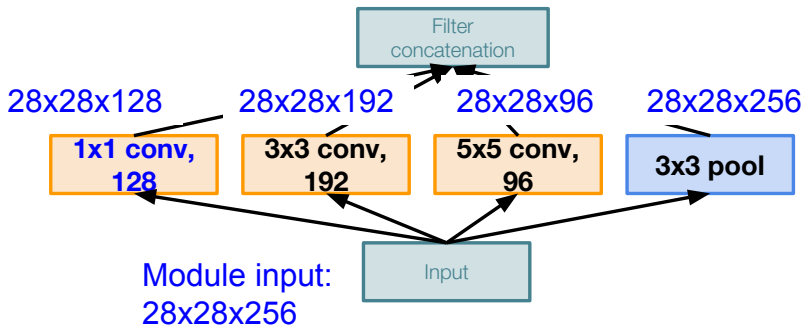 Filter
concatenation
28x28x128
28x28x192
28x28x96
28x28x256
1x1 conv,
128
3x3 conv,
192
5x5 conv,
96
3x3 pool
Input
Module input:
28x28x256